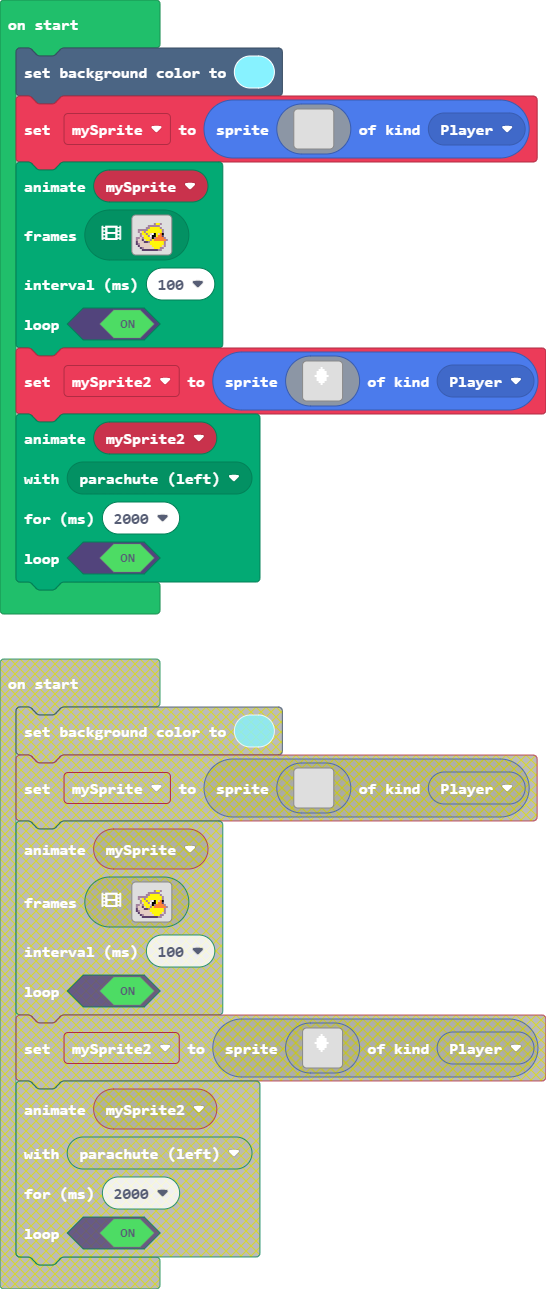 on start
set background color to
set mySprite to sprite of kind Player
animate mySprite
frames
interval (ms) 100
loop ON
set mySprite2 to sprite of kind Player
animate mySprite2
with parachute (left)
for (ms) 2000
loop ON
on start
set background color to
set mySprite to sprite of kind Player
animate mySprite
frames
interval (ms) 100
loop ON
set mySprite2 to sprite of kind Player
animate mySprite2
with parachute (left)
for (ms) 2000
loop ON